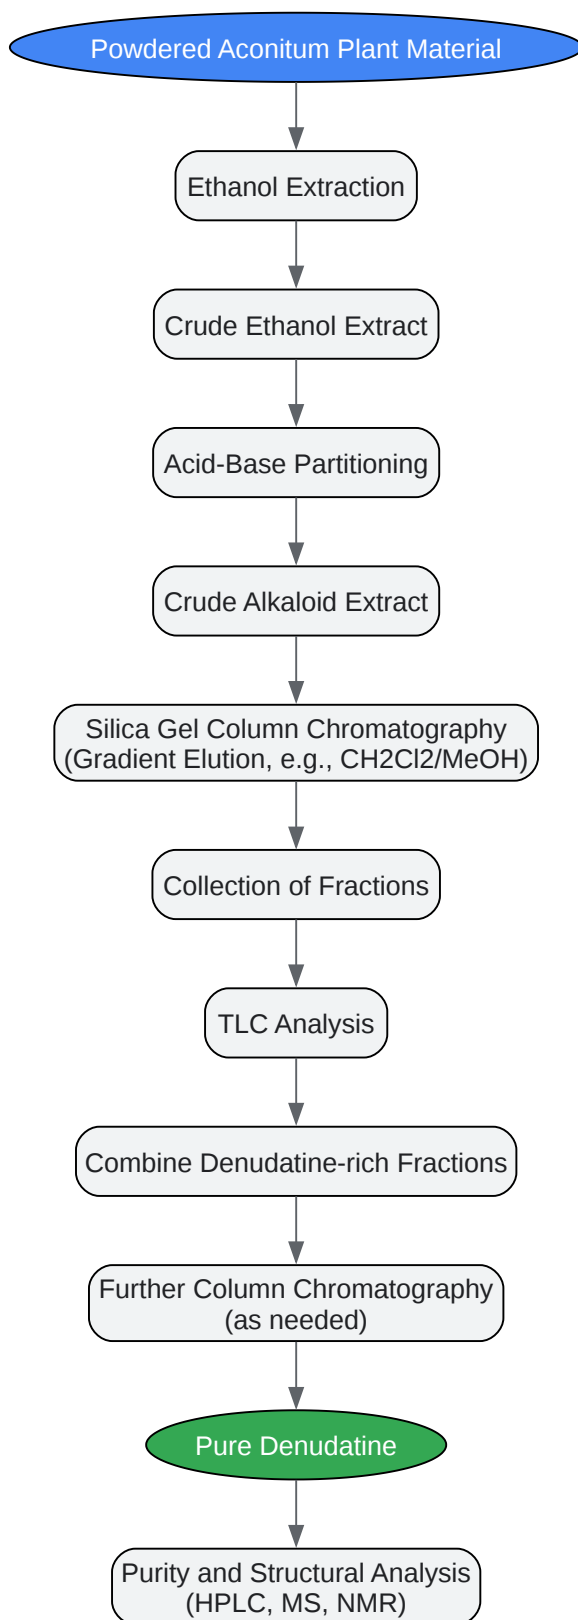 Powdered Aconitum Plant Material
Ethanol Extraction
Crude Ethanol Extract
Acid-Base Partitioning
Crude Alkaloid Extract
Silica Gel Column Chromatography
(Gradient Elution, e.g., CH2Cl2/MeOH)
Collection of Fractions
TLC Analysis
Combine Denudatine-rich Fractions
Further Column Chromatography
(as needed)
Pure Denudatine
Purity and Structural Analysis
(HPLC, MS, NMR)